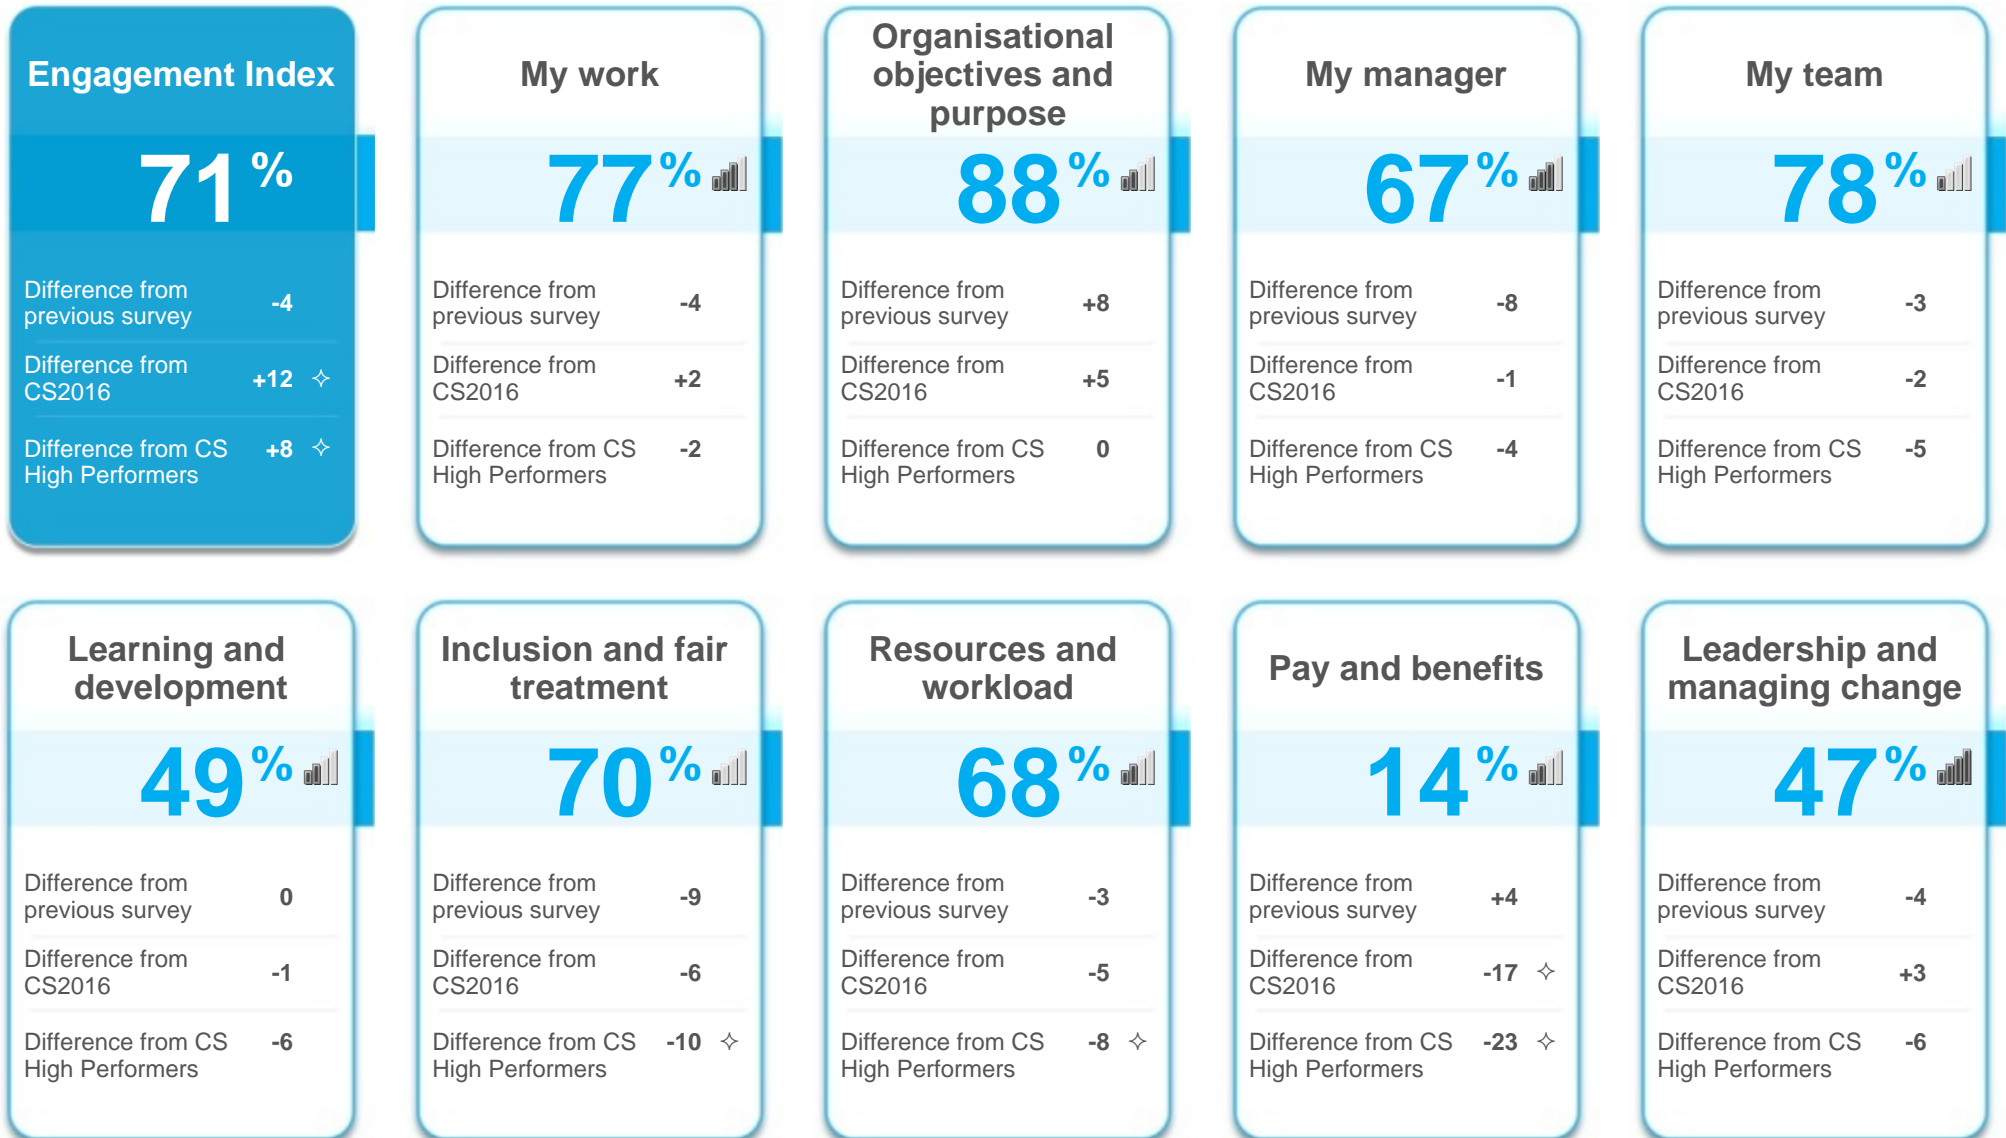 Engagement Index
71%
Difference from
previous survey -4
Difference from
CS2016 +12 ✧
Difference from CS
High Performers +8 ✧
My work
77%
Difference from
previous survey -4
Difference from
CS2016 +2
Difference from CS
High Performers -2
Organisational
objectives and
purpose
88%
Difference from
previous survey +8
Difference from
CS2016 +5
Difference from CS
High Performers 0
My manager
67%
Difference from
previous survey -8
Difference from
CS2016 -1
Difference from CS
High Performers -4
My team
78%
Difference from
previous survey -3
Difference from
CS2016 -2
Difference from CS
High Performers -5
Learning and
development
49%
Difference from
previous survey 0
Difference from
CS2016 -1
Difference from CS
High Performers -6
Inclusion and fair
treatment
70%
Difference from
previous survey -9
Difference from
CS2016 -6
Difference from CS
High Performers -10 ✧
Resources and
workload
68%
Difference from
previous survey -3
Difference from
CS2016 -5
Difference from CS
High Performers -8 ✧
Pay and benefits
14%
Difference from
previous survey +4
Difference from
CS2016 -17 ✧
Difference from CS
High Performers -23 ✧
Leadership and
managing change
47%
Difference from
previous survey -4
Difference from
CS2016 +3
Difference from CS
High Performers -6